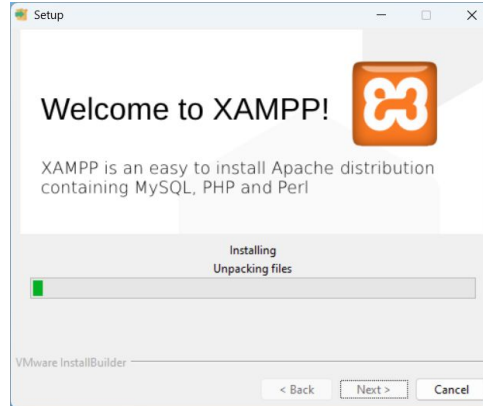 Setup
Welcome to XAMPP!
XAMPP is an easy to install Apache distribution
containing MySQL, PHP and Perl
Installing
Unpacking files
VMware InstallBuilder
< Back
Next >
Cancel